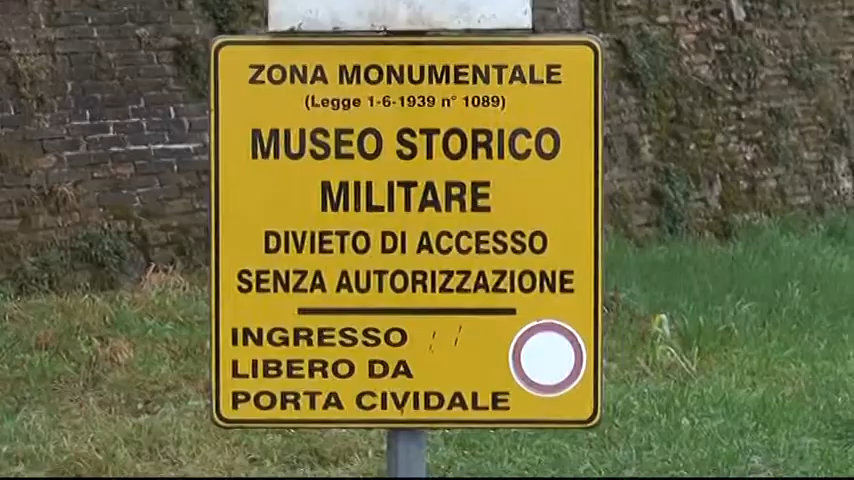 ZONA MONUMENTALE
(Legge 1-6-1939 n° 1089)
MUSEO STORICO
MILITARE
DIVIETO DI ACCESSO
SENZA AUTORIZZAZIONE
INGRESSO
LIBERO DA
PORTA CIVIDALE